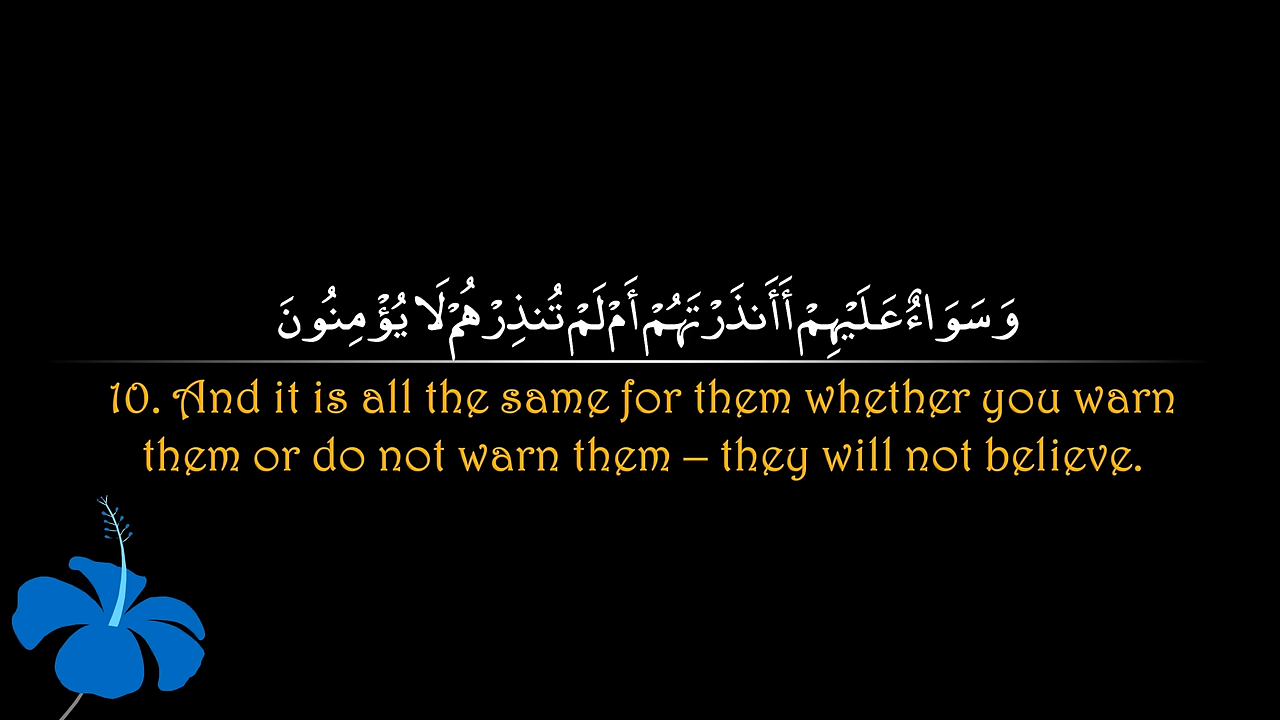 وَسَوَاءٌ عَلَيْهِمْ أَأَنذَرْتَهُمْ أَمْ لَمْ تُنذِرْهُمْ لَا يُؤْمِنُونَ
10. And it is all the same for them whether you warn
them or do not warn them – they will not believe.